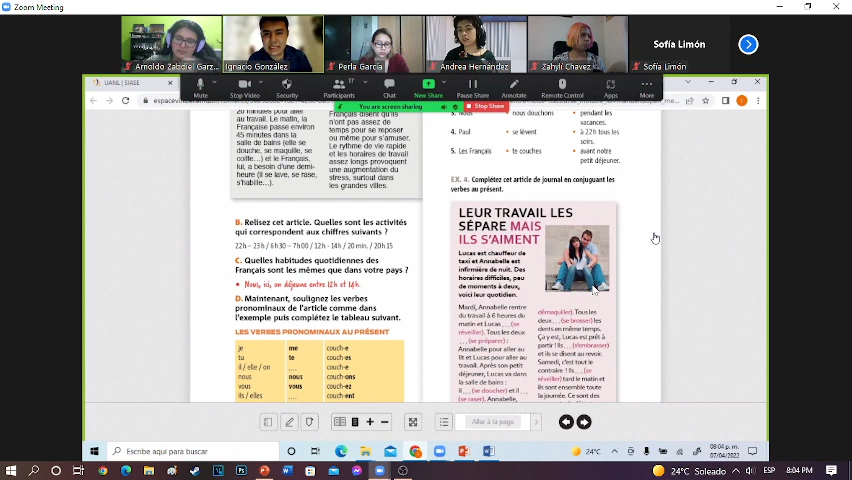 Zoom Meeting
Arnoldo Zabdiel Garz...
Ignacio González
Perla García
Andrea Hernández
Zahylí Chavez
Sofía Limón
Sofía Limón
UANL | SIASE
Mute
Stop Video
Security
Participants
17
Chat
New Share
Pause Share
Annotate
Remote Control
Apps
More
You are screen sharing
Stop Share
pour aller
au travail. Le matin, la
Française passe environ
45 minutes dans la
salle de bains (elle se
douche, se maquille, se
coiffe...) et le Français,
lui, a besoin d'une demi-
heure (il se lave, se rase,
s'habille...).
Français disent qu'ils
n'ont pas assez de
temps pour se reposer
ou même pour s'amuser.
Le rythme de vie rapide
et les horaires de travail
assez longs provoquent
une augmentation du
stress, surtout dans
les grandes villes.
B. Relisez cet article. Quelles sont les activités
qui correspondent aux chiffres suivants ?
22h – 23h / 6h30 – 7h00 / 12h - 14h / 20 min. / 20h15
C. Quelles habitudes quotidiennes des
Français sont les mêmes que dans votre pays ?
• Nous, ici, on déjeune entre 12h et 14h.
D. Maintenant, soulignez les verbes
pronominaux de l'article comme dans
l'exemple puis complétez le tableau suivant.
LES VERBES PRONOMINAUX AU PRÉSENT
je me couch-e
tu te couch-es
il / elle / on .... couch-e
nous nous couch-ons
vous vous couch-ez
ils / elles .... couch-ent
3. Nous • nous douchons • pendant les
vacances.
4. Paul • se lèvent • à 22h tous les
soirs.
5. Les Français • te couches • avant notre
petit déjeuner.
EX. 4. Complétez cet article de journal en conjuguant les
verbes au présent.
LEUR TRAVAIL LES
SÉPARE MAIS
ILS S'AIMENT
Lucas est chauffeur de
taxi et Annabelle est
infirmière de nuit. Des
horaires difficiles, peu
de moments à deux,
voici leur quotidien.
Mardi, Annabelle rentre
du travail à 6 heures du
matin et Lucas ... (se
réveiller). Tous les deux
... (se préparer) :
Annabelle pour aller au
lit et Lucas pour aller au
travail. Après son petit
déjeuner, Lucas va dans
la salle de bains :
il ... (se doucher) et il ...
(se raser). Annabelle,
démaquiller). Tous les
deux ... (se brosser) les
dents en même temps.
Ça y est, Lucas est prêt à
partir ! Ils ... (s'embrasser)
et ils se disent au revoir.
Samedi, c'est tout le
contraire ! Ils ... (se
réveiller) tard le matin et
ils sont ensemble toute
la journée. Ce sont des
Aller à la page
Escribe aquí para buscar
24°C
08:04 p. m.
07/04/2022
24°C Soleado
ESP
8:04 PM